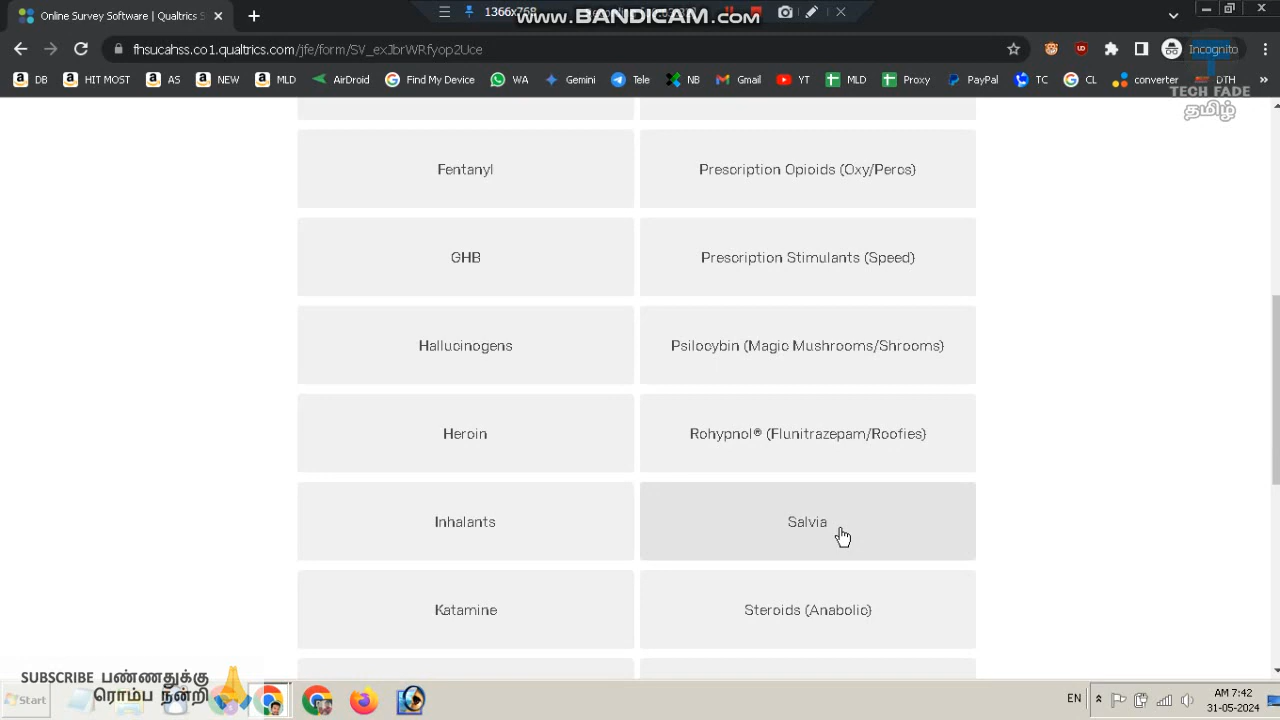 1366x768
www.BANDICAM.com
Online Survey Software | Qualtrics S
fhsucahss.co1.qualtrics.com/jfe/form/SV_exJbrWRfyop2Uce
Incognito
DB HIT MOST AS NEW MLD AirDroid Find My Device WA Gemini Tele NB Gmail YT MLD Proxy PayPal TC CL converter DTH
TECH FADE
தமிழ்
Fentanyl Prescription Opioids (Oxy/Percs)
GHB Prescription Stimulants (Speed)
Hallucinogens Psilocybin (Magic Mushrooms/Shrooms)
Heroin Rohypnol® (Flunitrazepam/Roofies)
Inhalants Salvia
Katamine Steroids (Anabolic)
SUBSCRIBE பண்ணதுக்கு
ரொம்ப நன்றி
Start
EN
AM 7:42
31-05-2024